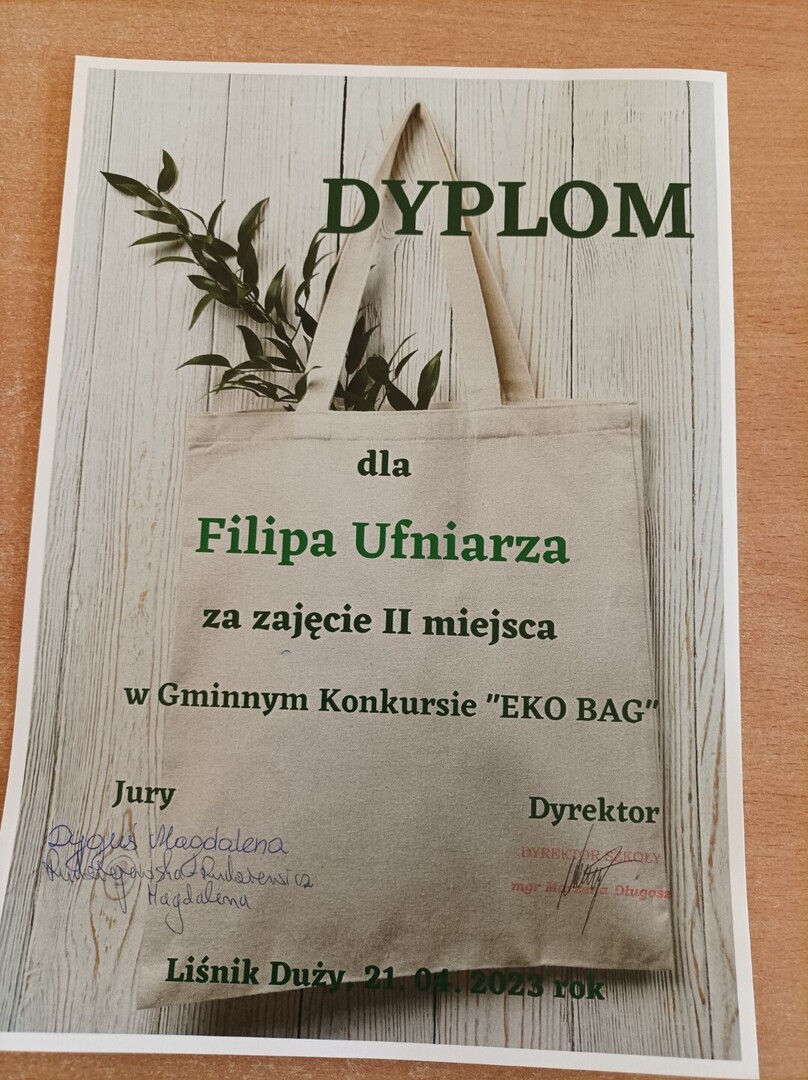 DYPLOM
dla
Filipa Ufniarza
za zajęcie II miejsca
w Gminnym Konkursie "EKO BAG"
Jury
Dyrektor
Dyguś Magdalena
Magdalena
DYREKTOR SZKOŁY
mgr Długosz
Liśnik Duży, 21. 04. 2023 rok